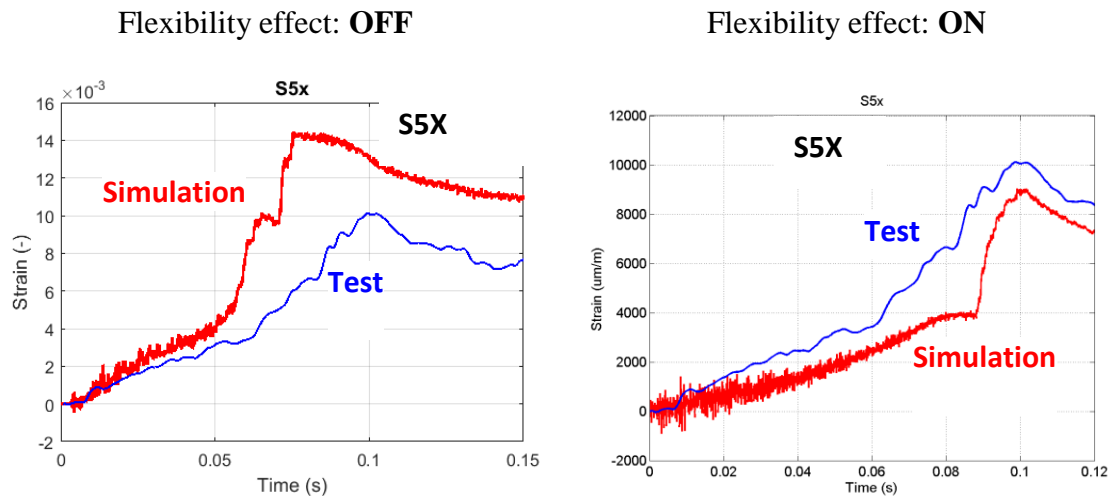 Flexibility effect: OFF
Flexibility effect: ON
×10⁻³
S5x
S5X
16
14
12
10
8
6
4
2
0
-2
Simulation
Test
Strain (-)
0
0.05
0.1
0.15
Time (s)
S5x
S5X
12000
10000
8000
6000
4000
2000
0
-2000
Test
Simulation
Strain (um/m)
0
0.02
0.04
0.06
0.08
0.1
0.12
Time (s)